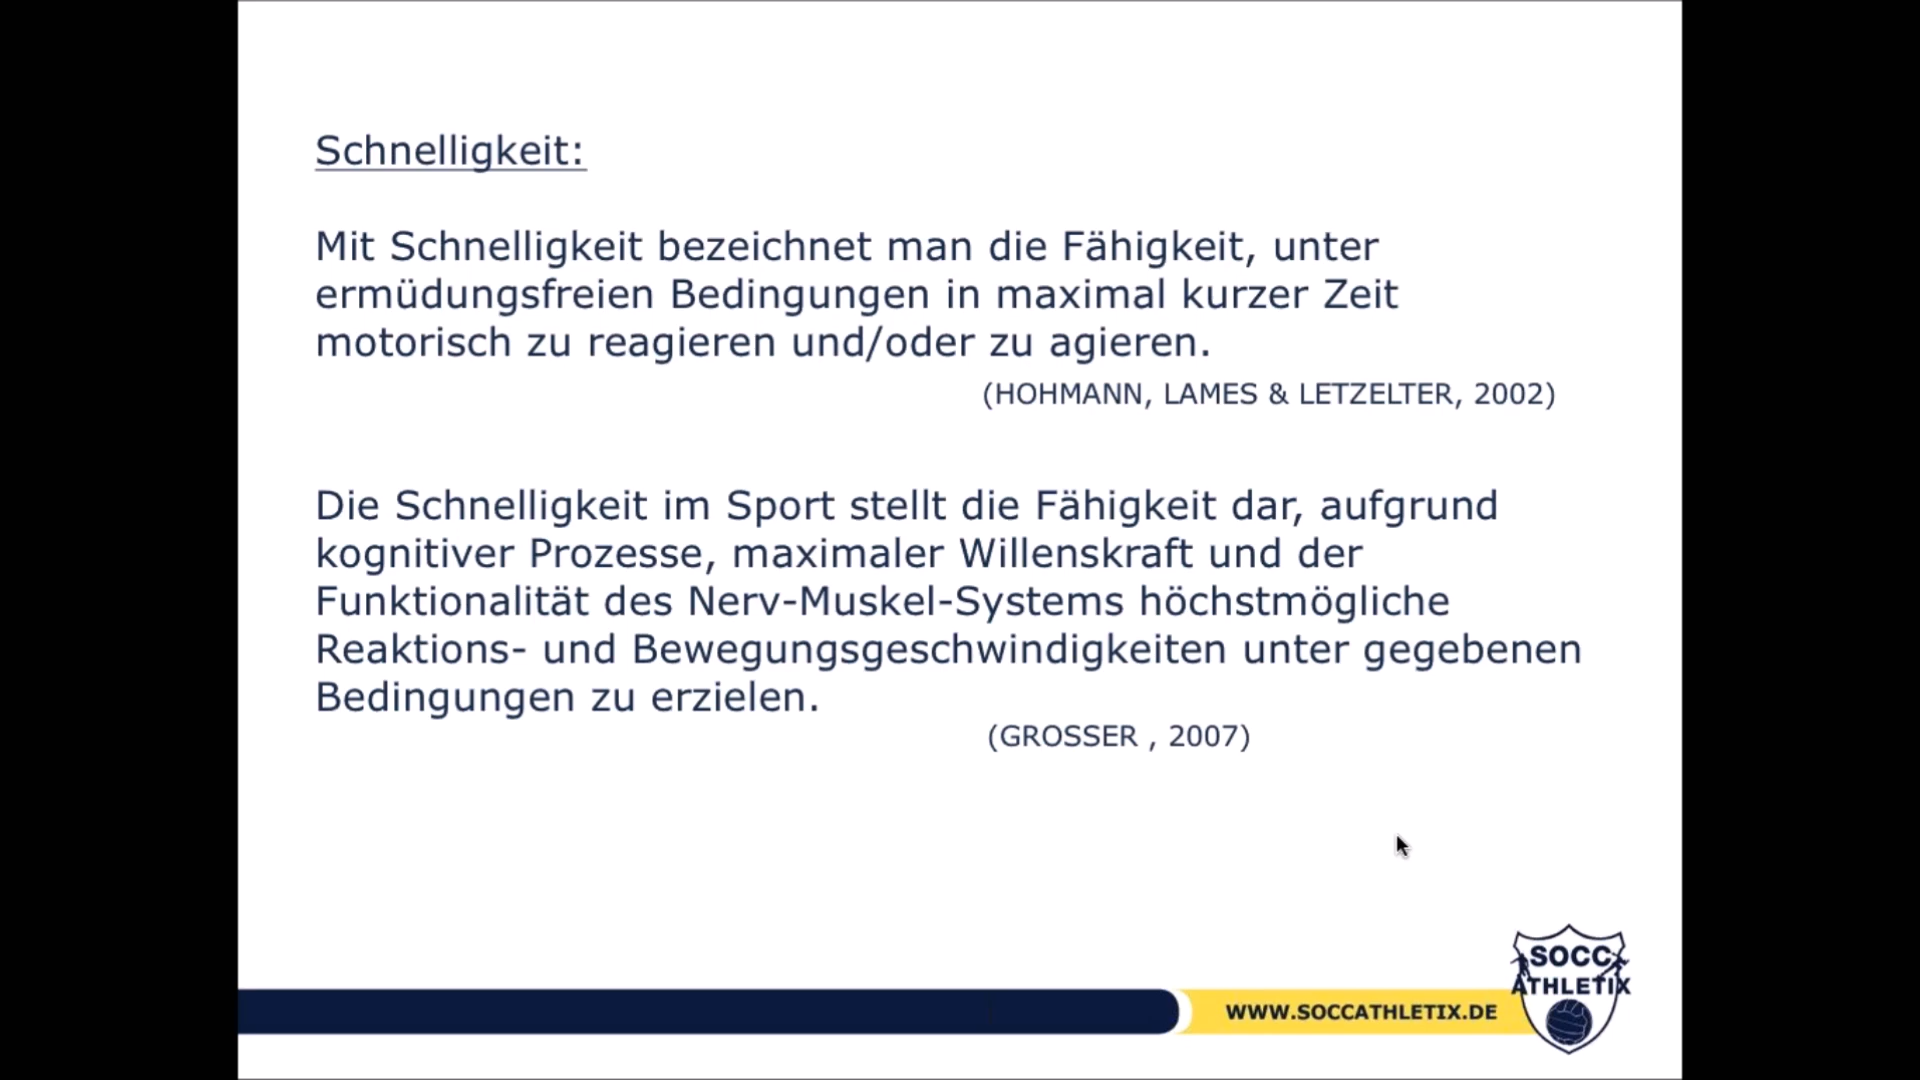 Schnelligkeit:
Mit Schnelligkeit bezeichnet man die Fähigkeit, unter
ermüdungsfreien Bedingungen in maximal kurzer Zeit
motorisch zu reagieren und/oder zu agieren.
(HOHMANN, LAMES & LETZELTER, 2002)
Die Schnelligkeit im Sport stellt die Fähigkeit dar, aufgrund
kognitiver Prozesse, maximaler Willenskraft und der
Funktionalität des Nerv-Muskel-Systems höchstmögliche
Reaktions- und Bewegungsgeschwindigkeiten unter gegebenen
Bedingungen zu erzielen.
(GROSSER , 2007)
WWW.SOCCATHLETIX.DE
SOCC
ATHLETIX